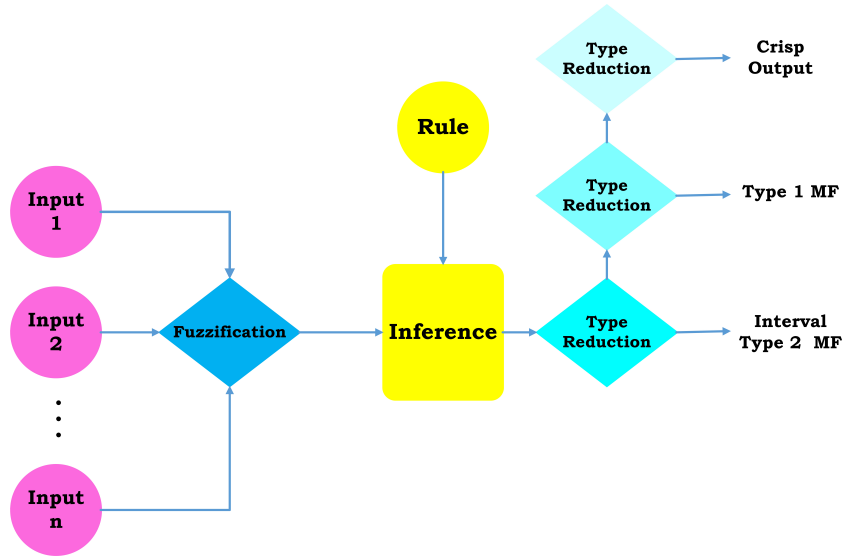 Input
1
Input
2
Input
n
Fuzzification
Rule
Inference
Type
Reduction
Crisp
Output
Type
Reduction
Type 1 MF
Type
Reduction
Interval
Type 2  MF